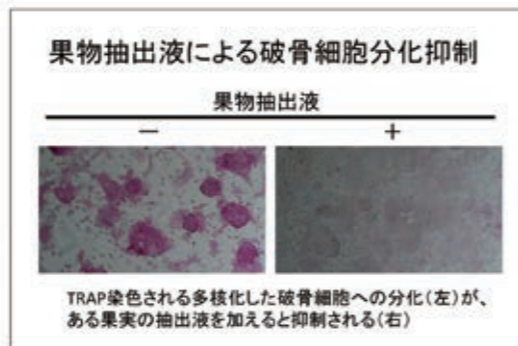 果物抽出液による破骨細胞分化抑制
果物抽出液
－ ＋
TRAP染色される多核化した破骨細胞への分化(左)が、
ある果実の抽出液を加えると抑制される(右)